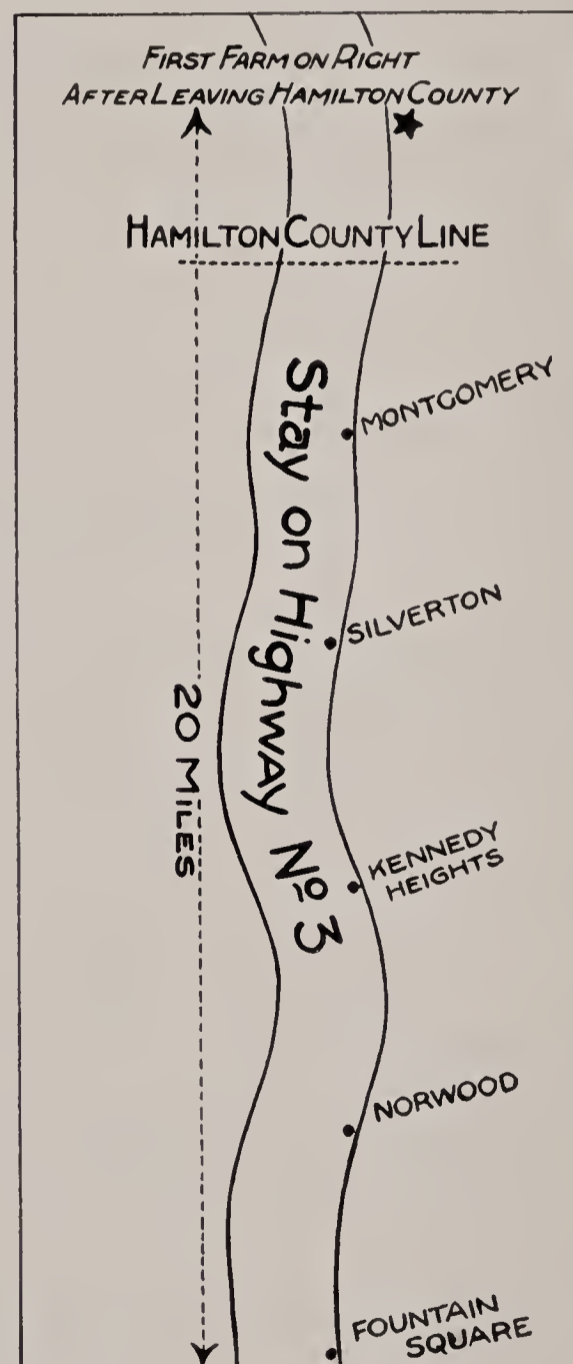 FIRST FARM ON RIGHT
AFTER LEAVING HAMILTON COUNTY
HAMILTON COUNTY LINE
MONTGOMERY
Stay on Highway Nº 3
SILVERTON
20 MILES
KENNEDY
HEIGHTS
NORWOOD
FOUNTAIN
SQUARE